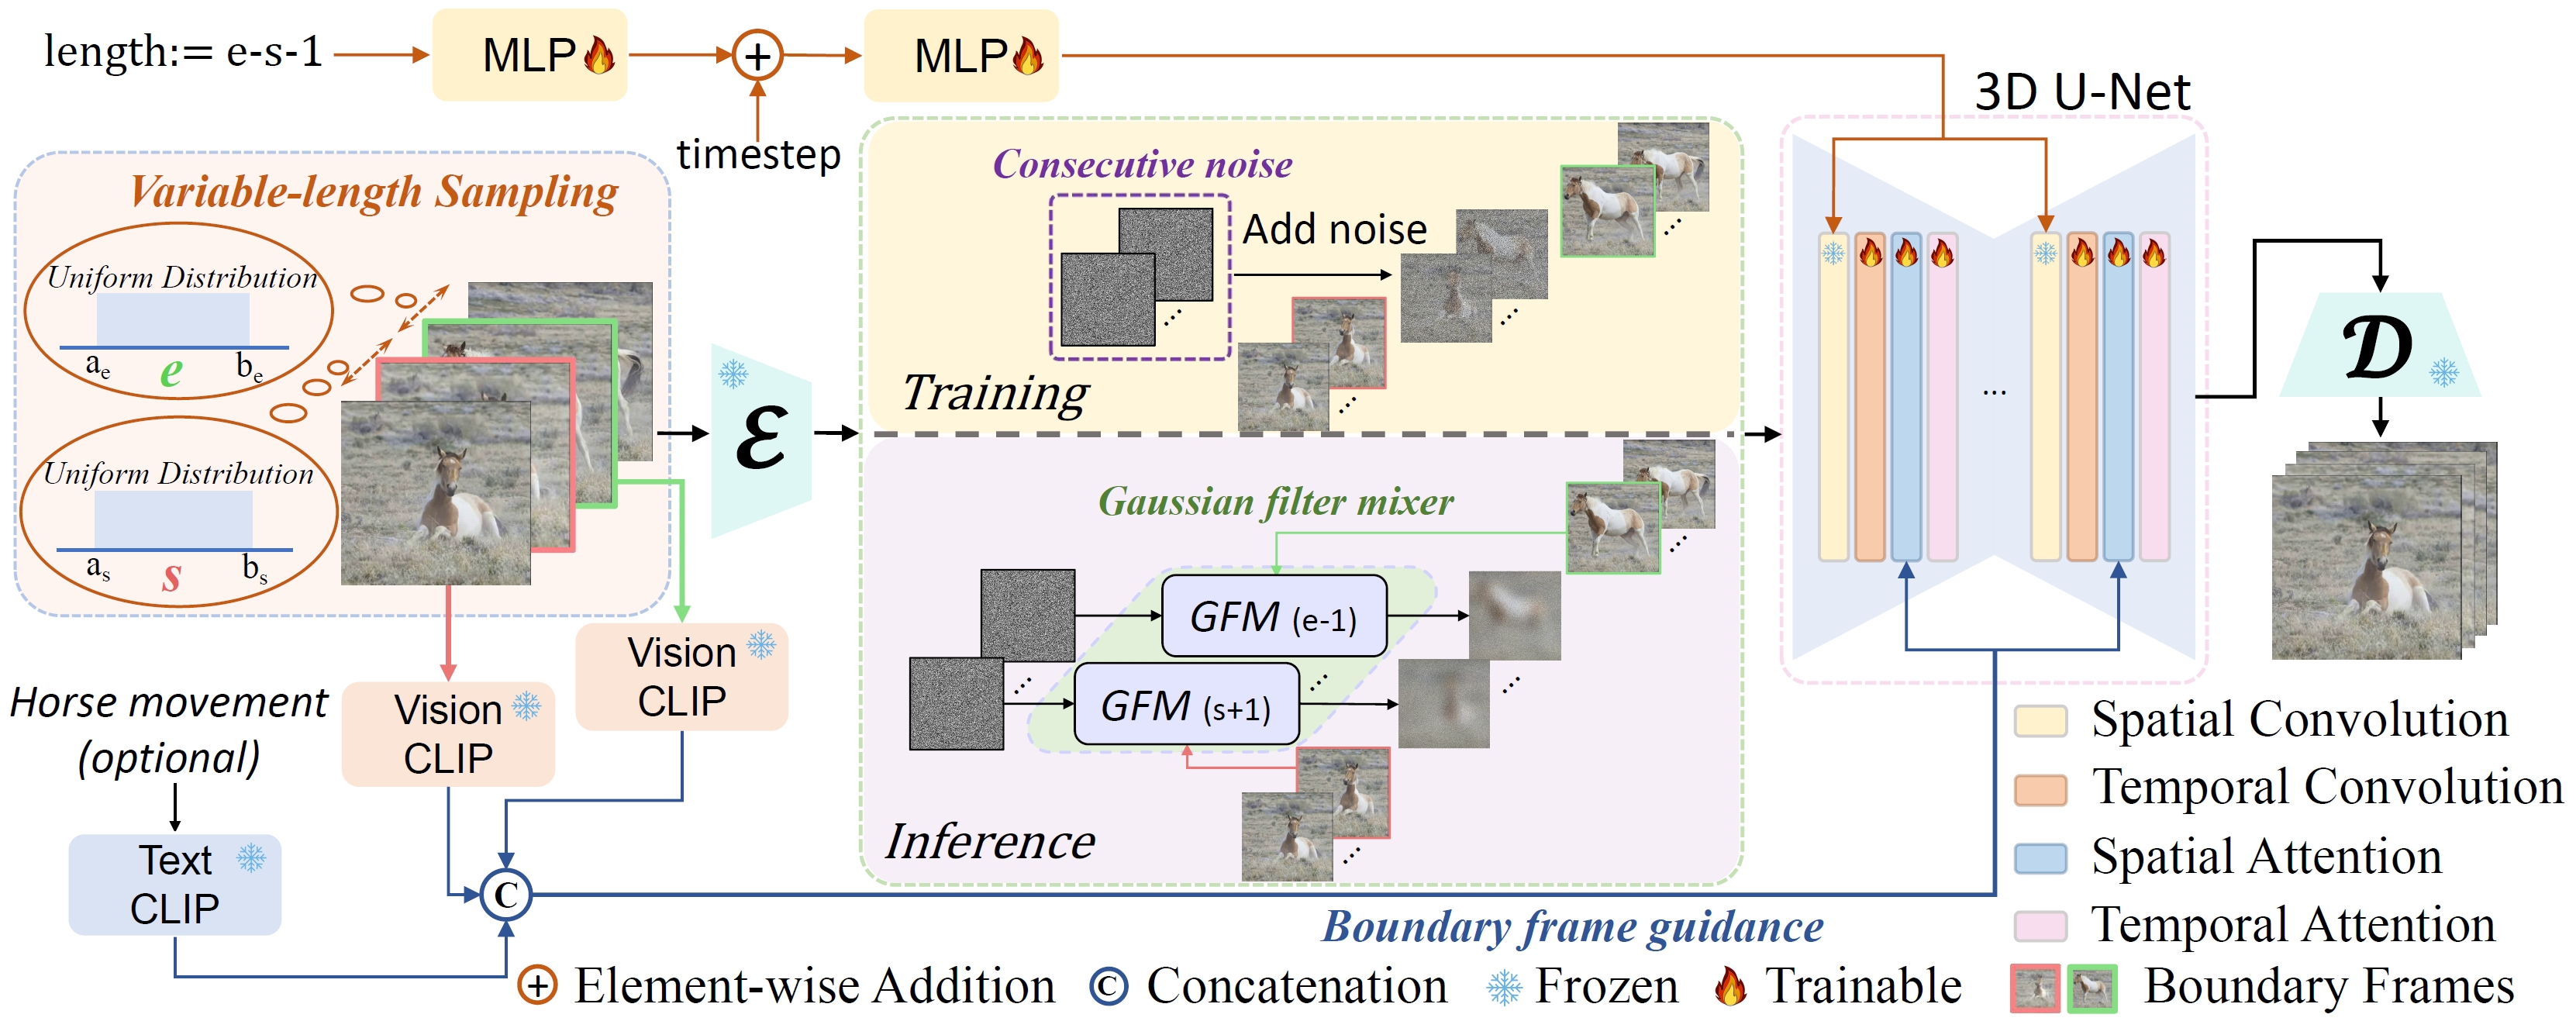 length:= e-s-1
MLP
+
MLP
timestep
3D U-Net
Variable-length Sampling
Uniform Distribution
a_e
e
b_e
Uniform Distribution
a_s
s
b_s
ℰ
Consecutive noise
Add noise
...
...
...
...
Training
Gaussian filter mixer
...
GFM (e-1)
...
GFM (s+1)
...
...
...
Inference
...
𝓓
Horse movement
(optional)
Vision
CLIP
Vision
CLIP
Text
CLIP
C
Boundary frame guidance
Spatial Convolution
Temporal Convolution
Spatial Attention
Temporal Attention
+ Element-wise Addition
C Concatenation
Frozen
Trainable
Boundary Frames